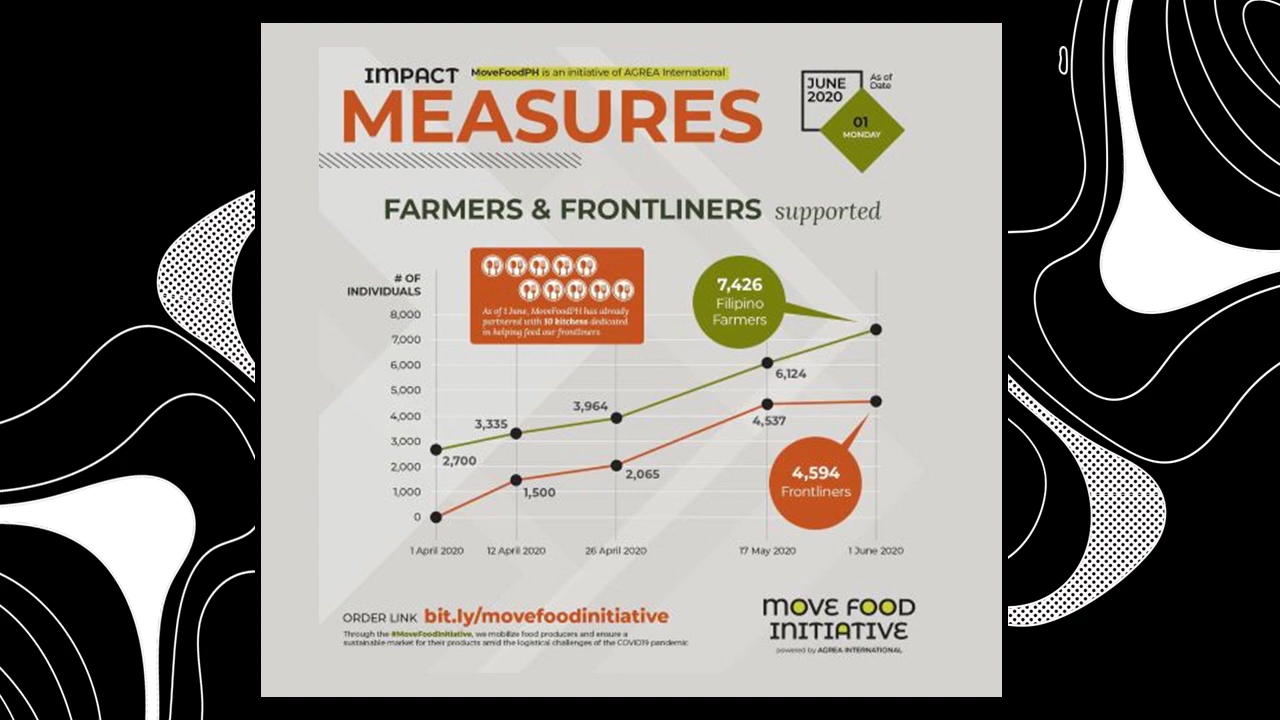 IMPACT MoveFoodPH is an initiative of AGREA International
MEASURES
JUNE
2020
As of
Date
01
MONDAY
FARMERS & FRONTLINERS supported
# OF
INDIVIDUALS
As of 1 June, MoveFoodPH has already
partnered with 10 kitchens dedicated
in helping feed our frontliners
7,426
Filipino
Farmers
8,000
7,000
6,000
5,000
4,000
3,000
2,000
1,000
0
2,700
3,335
3,964
6,124
1,500
2,065
4,537
4,594
Frontliners
1 April 2020 12 April 2020 26 April 2020 17 May 2020 1 June 2020
ORDER LINK bit.ly/movefoodinitiative
Through the #MoveFoodInitiative, we mobilize food producers and ensure a
sustainable market for their products amid the logistical challenges of the COVID19 pandemic
MOVE FOOD
INITIATIVE
powered by AGREA INTERNATIONAL